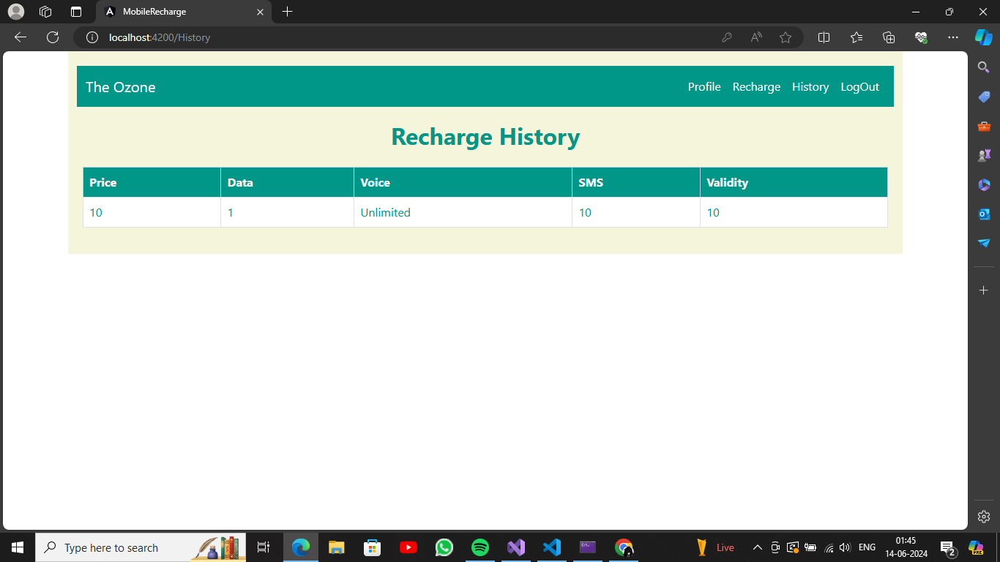 MobileRecharge
localhost:4200/History
The Ozone Profile Recharge History LogOut
Recharge History
Price Data Voice SMS Validity
10 1 Unlimited 10 10
Type here to search Live ENG 01:45
14-06-2024 2
PRE